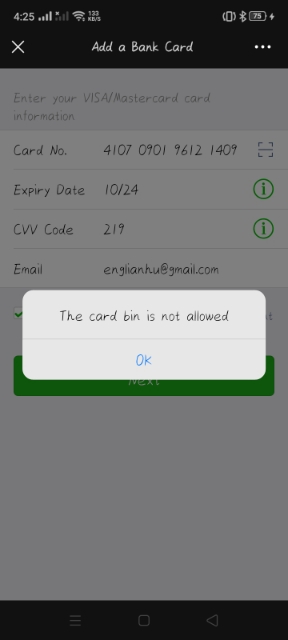 4:25 133 KB/S 75
Add a Bank Card
Enter your VISA/Mastercard card
information
Card No. 4107 0901 9612 1409
Expiry Date 10/24
CVV Code 219
Email englianhu@gmail.com
The card bin is not allowed
OK
Next